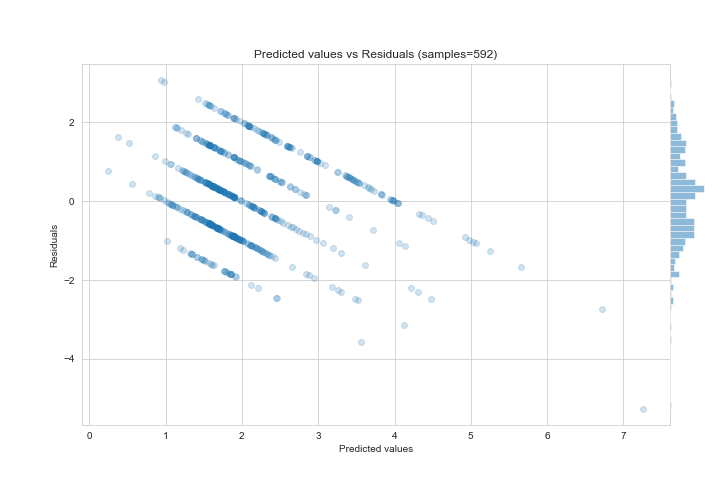 Predicted values vs Residuals (samples=592)
Residuals
2
0
−2
−4
0 1 2 3 4 5 6 7
Predicted values